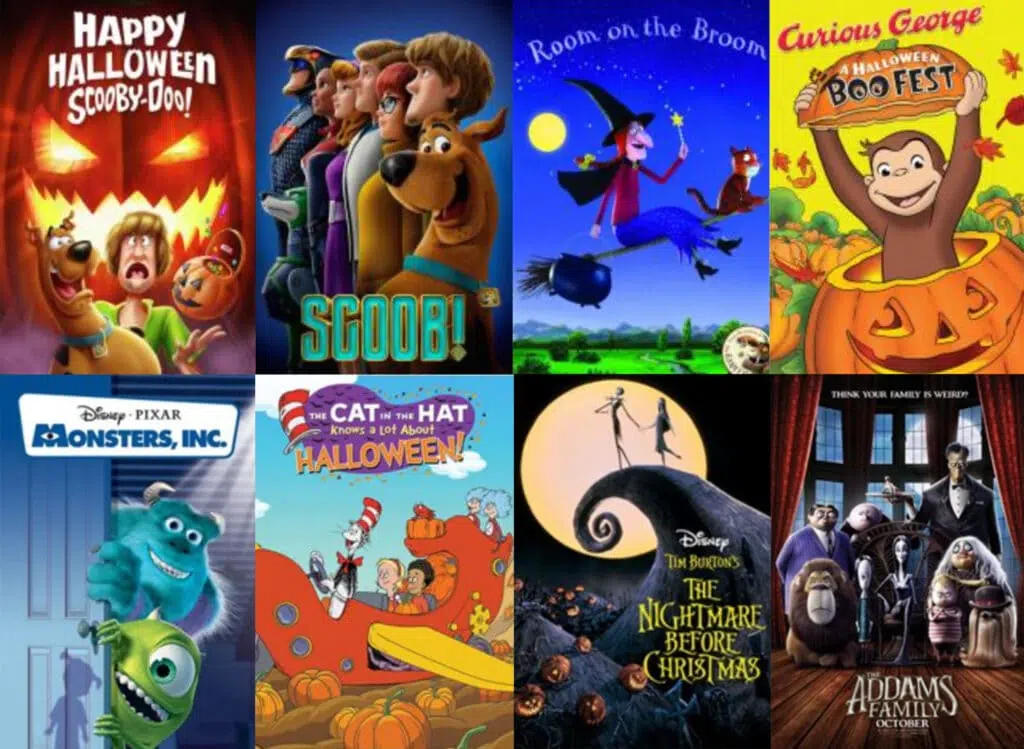 HAPPY
HALLOWEEN
SCOOBY-DOO!
SCOOB!
Room on the Broom
Curious George
A HALLOWEEN
BOO FEST
Disney · PIXAR
MONSTERS, INC.
THE CAT IN THE HAT
Knows a Lot About
HALLOWEEN!
Disney
TIM BURTON'S
THE
NIGHTMARE
BEFORE
CHRISTMAS
THINK YOUR FAMILY IS WEIRD?
THE
ADDAMS
FAMILY
OCTOBER